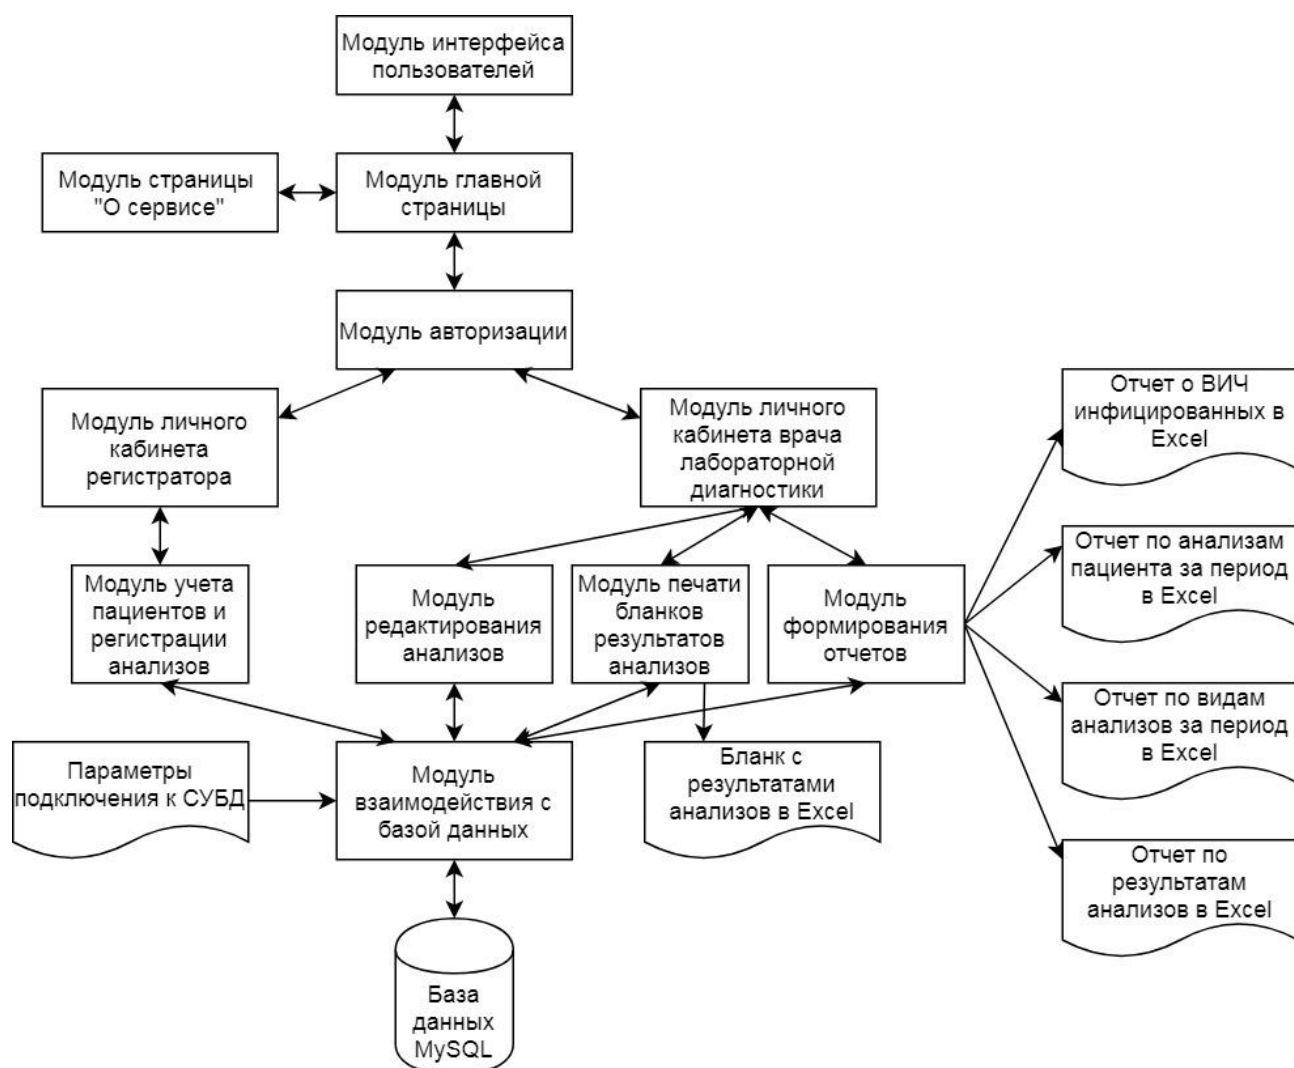 Модуль интерфейса
пользователей
Модуль страницы
"О сервисе"
Модуль главной
страницы
Модуль авторизации
Модуль личного
кабинета
регистратора
Модуль личного
кабинета врача
лабораторной
диагностики
Отчет о ВИЧ
инфицированных в
Excel
Модуль учета
пациентов и
регистрации
анализов
Модуль
редактирования
анализов
Модуль печати
бланков
результатов
анализов
Модуль
формирования
отчетов
Отчет по анализам
пациента за период
в Excel
Отчет по видам
анализов за период
в Excel
Параметры
подключения к СУБД
Модуль
взаимодействия с
базой данных
Бланк с
результатами
анализов в Excel
Отчет по
результатам
анализов в Excel
База
данных
MySQL